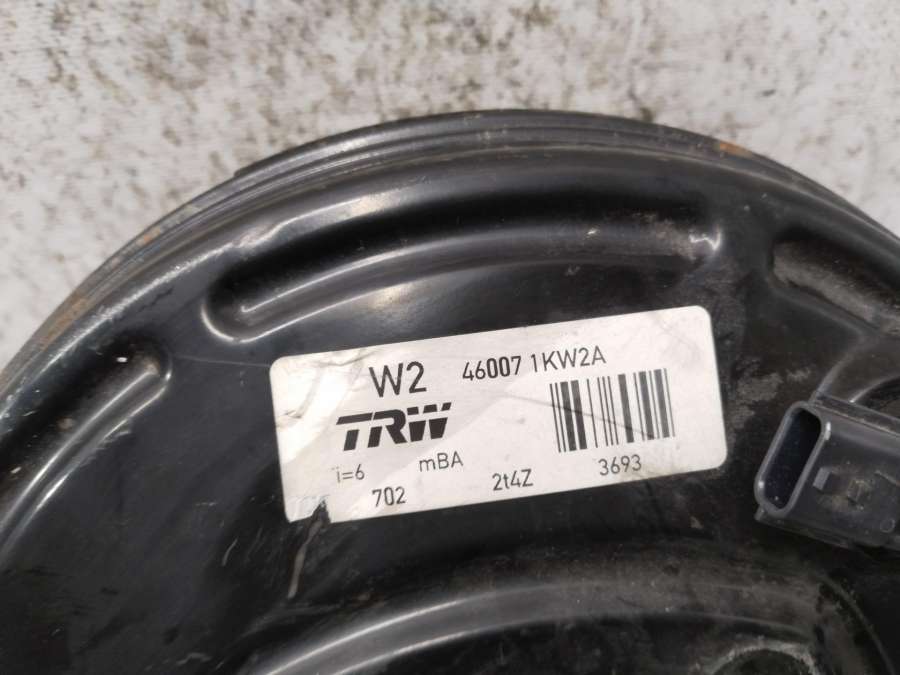 W2 46007 1KW2A
TRW
i=6 mBA
702 2t4Z 3693